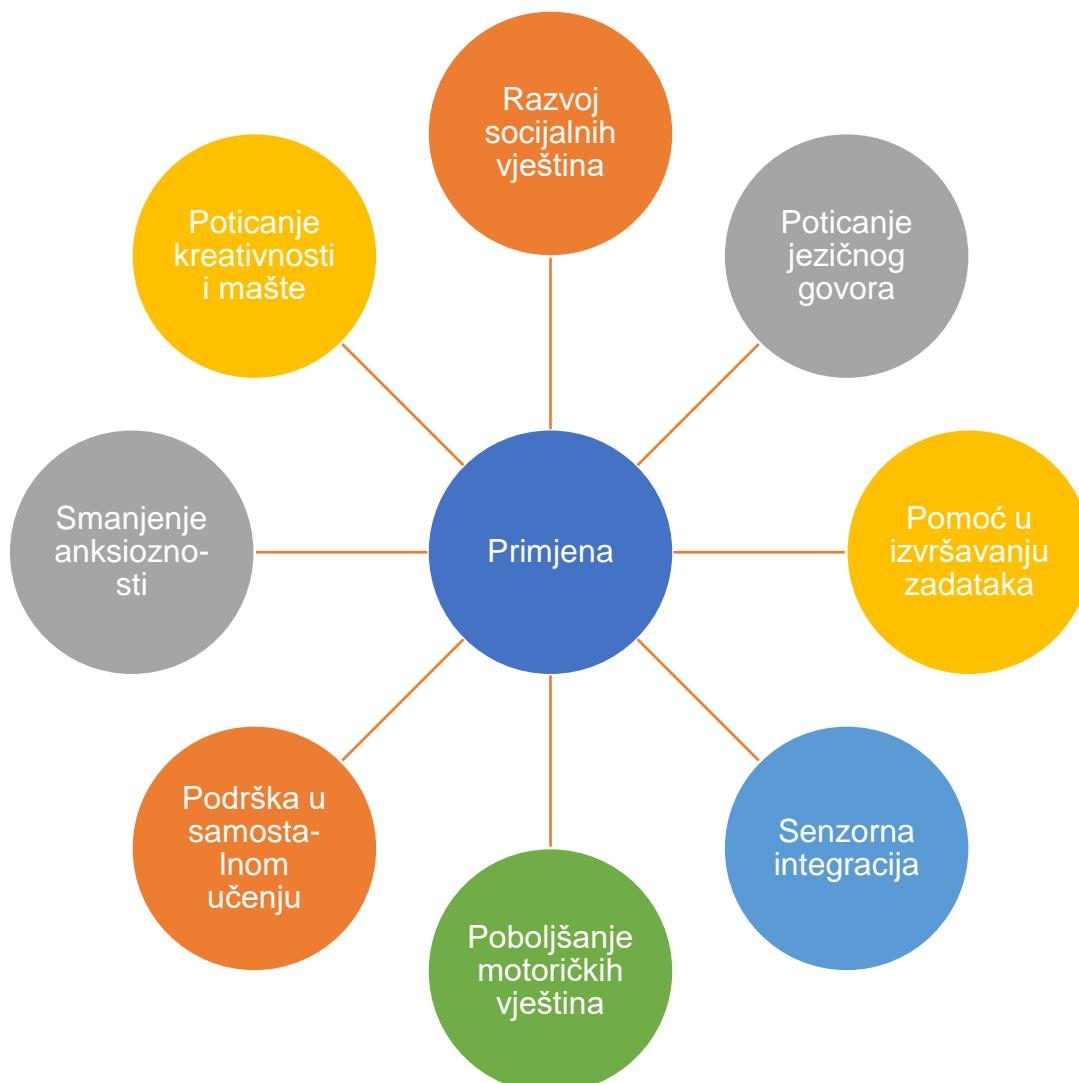 Razvoj
socijalnih
vještina
Poticanje
jezičnog
govora
Pomoć u
izvršavanju
zadataka
Senzorna
integracija
Poboljšanje
motoričkih
vještina
Podrška u
samosta-
lnom
učenju
Smanjenje
anksiozno-
sti
Poticanje
kreativnosti
i mašte
Primjena